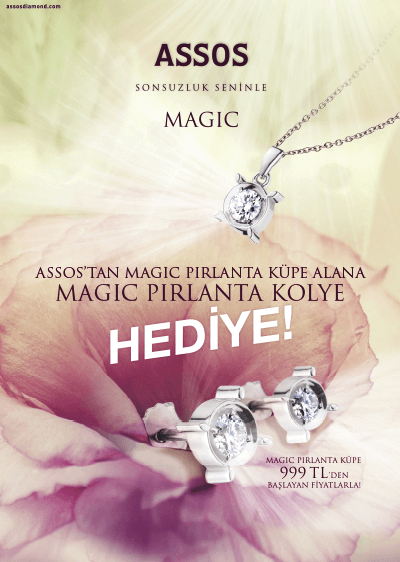 assosdiamond.com
ASSOS
SONSUZLUK SENİNLE
MAGIC
ASSOS'TAN MAGIC PIRLANTA KÜPE ALANA
MAGIC PIRLANTA KOLYE
HEDİYE!
MAGIC PIRLANTA KÜPE
999 TL'DEN
BAŞLAYAN FİYATLARLA!